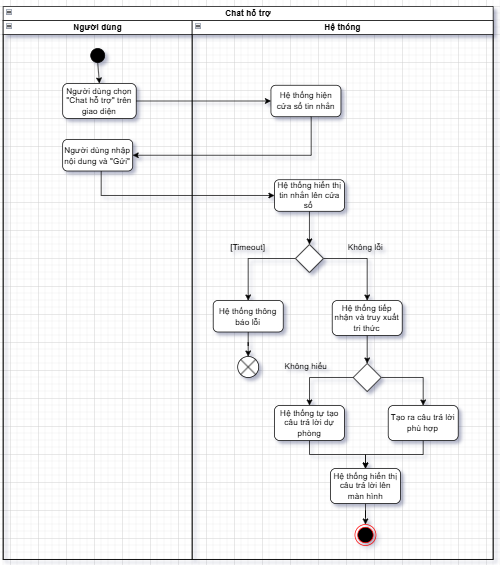 Chat hỗ trợ
Người dùng
Hệ thống
Người dùng chọn
"Chat hỗ trợ" trên
giao diện
Hệ thống hiện
cửa sổ tin nhắn
Người dùng nhập
nội dung và "Gửi"
Hệ thống hiển thị
tin nhắn lên cửa
sổ
[Timeout]
Không lỗi
Hệ thống thông
báo lỗi
Hệ thống tiếp
nhận và truy xuất
tri thức
Không hiểu
Hệ thống tự tạo
câu trả lời dự
phòng
Tạo ra câu trả lời
phù hợp
Hệ thống hiển thị
câu trả lời lên
màn hình